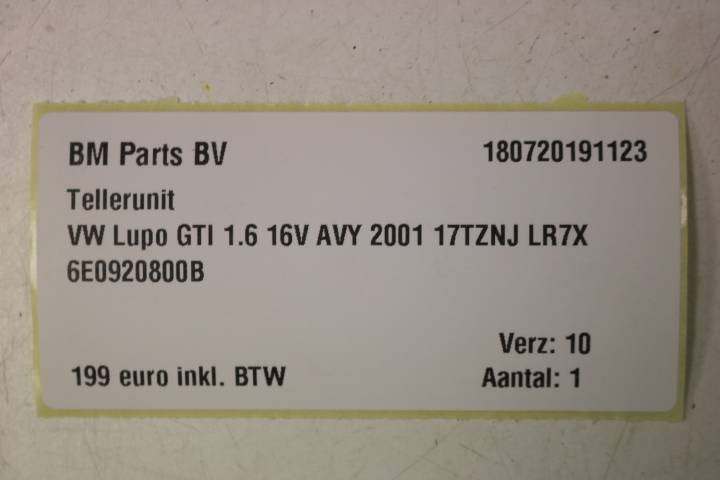 BM Parts BV 180720191123
Tellerunit
VW Lupo GTI 1.6 16V AVY 2001 17TZNJ LR7X
6E0920800B
Verz: 10
199 euro inkl. BTW Aantal: 1